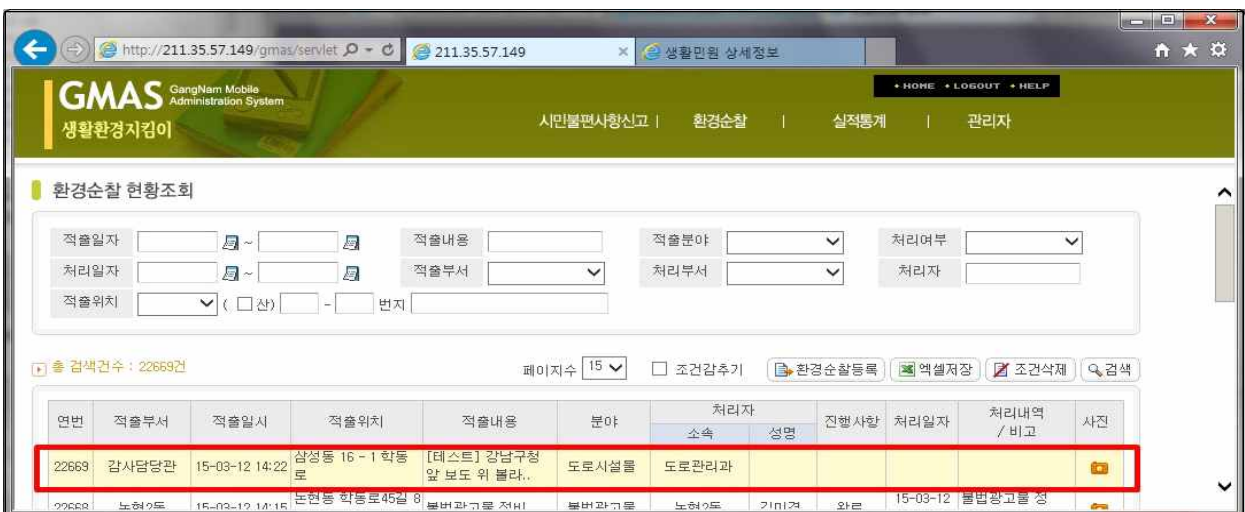 http://211.35.57.149/gmas/servlet
211.35.57.149
생활민원 상세정보
GMAS GangNam Mobile Administration System
생활환경지킴이
HOME LOGOUT HELP
시민불편사항신고 | 환경순찰 | 실적통계 | 관리자
환경순찰 현황조회
적출일자 ~ 적출내용 적출분야 처리여부
처리일자 ~ 적출부서 처리부서 처리자
적출위치 ( 산) - 번지
총 검색건수 : 22669건
페이지수 15 조건감추기 환경순찰등록 엑셀저장 조건삭제 검색
연번 적출부서 적출일시 적출위치 적출내용 분야 처리자 진행사항 처리일자 처리내역 / 비고 사진
소속 성명
22669 감사담당관 15-03-12 14:22 삼성동 16 - 1 학동로 [테스트] 강남구청 앞 보도 위 볼라.. 도로시설물 도로관리과
22668 논현2동 15-03-12 14:15 논현동 학동로45길 8 불법광고물 정비 불법광고물 논현2동 김미경 완료 15-03-12 불법광고물 정